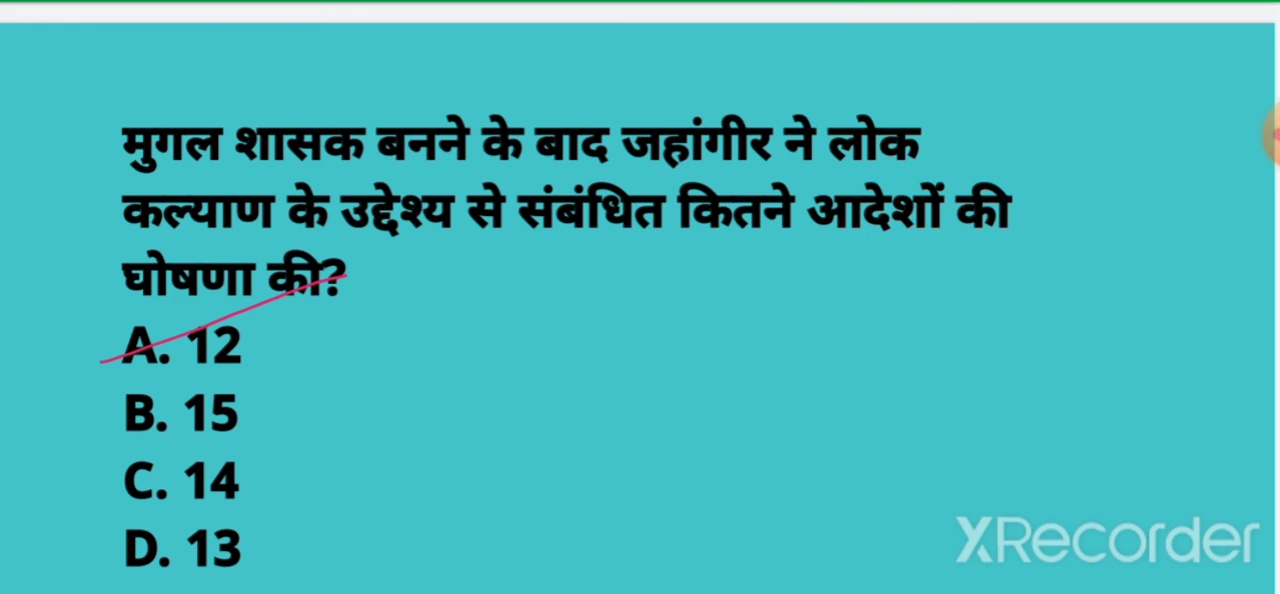 मुगल शासक बनने के बाद जहांगीर ने लोक
कल्याण के उद्देश्य से संबंधित कितने आदेशों की
घोषणा की?
A. 12
B. 15
C. 14
D. 13
XRecorder